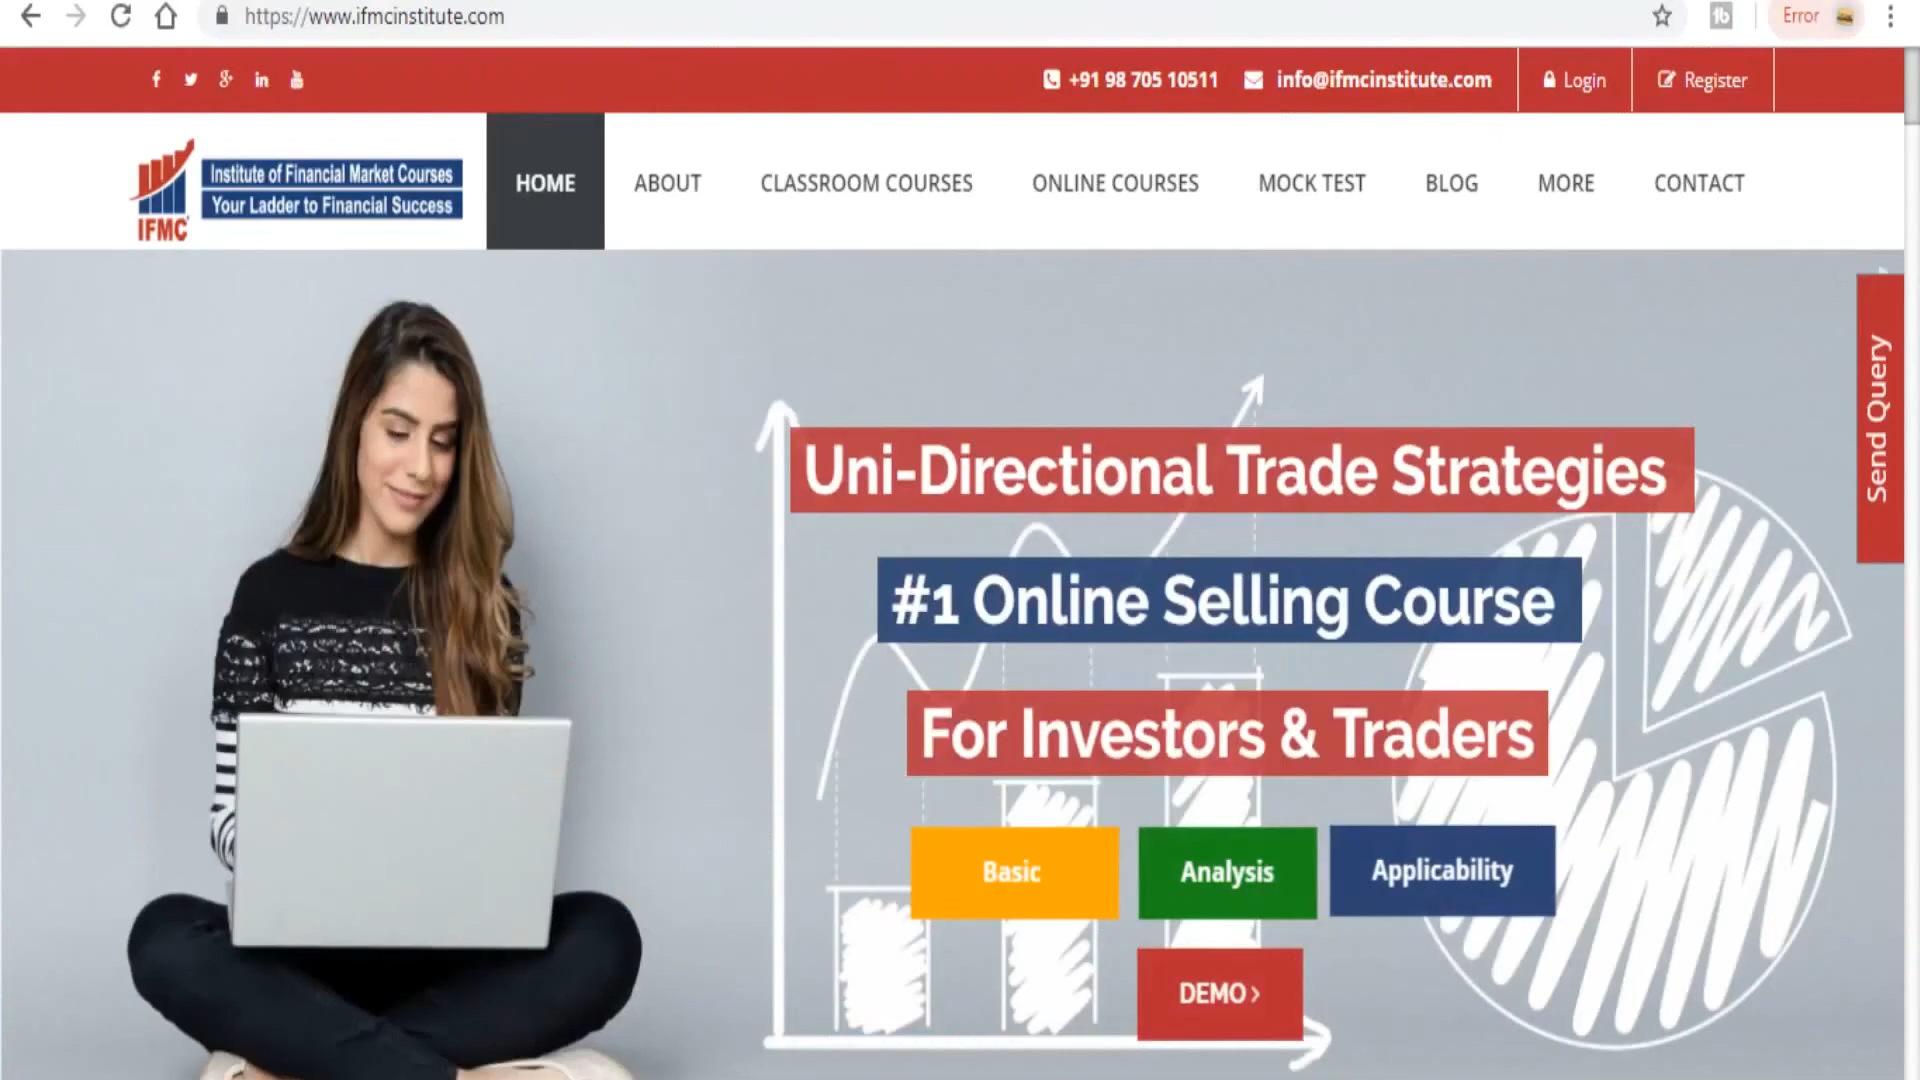 https://www.ifmcinstitute.com
Error
+91 98 705 10511
info@ifmcinstitute.com
Login
Register
IFMC
Institute of Financial Market Courses
Your Ladder to Financial Success
HOME
ABOUT
CLASSROOM COURSES
ONLINE COURSES
MOCK TEST
BLOG
MORE
CONTACT
Send Query
Uni-Directional Trade Strategies
#1 Online Selling Course
For Investors & Traders
Basic
Analysis
Applicability
DEMO ›